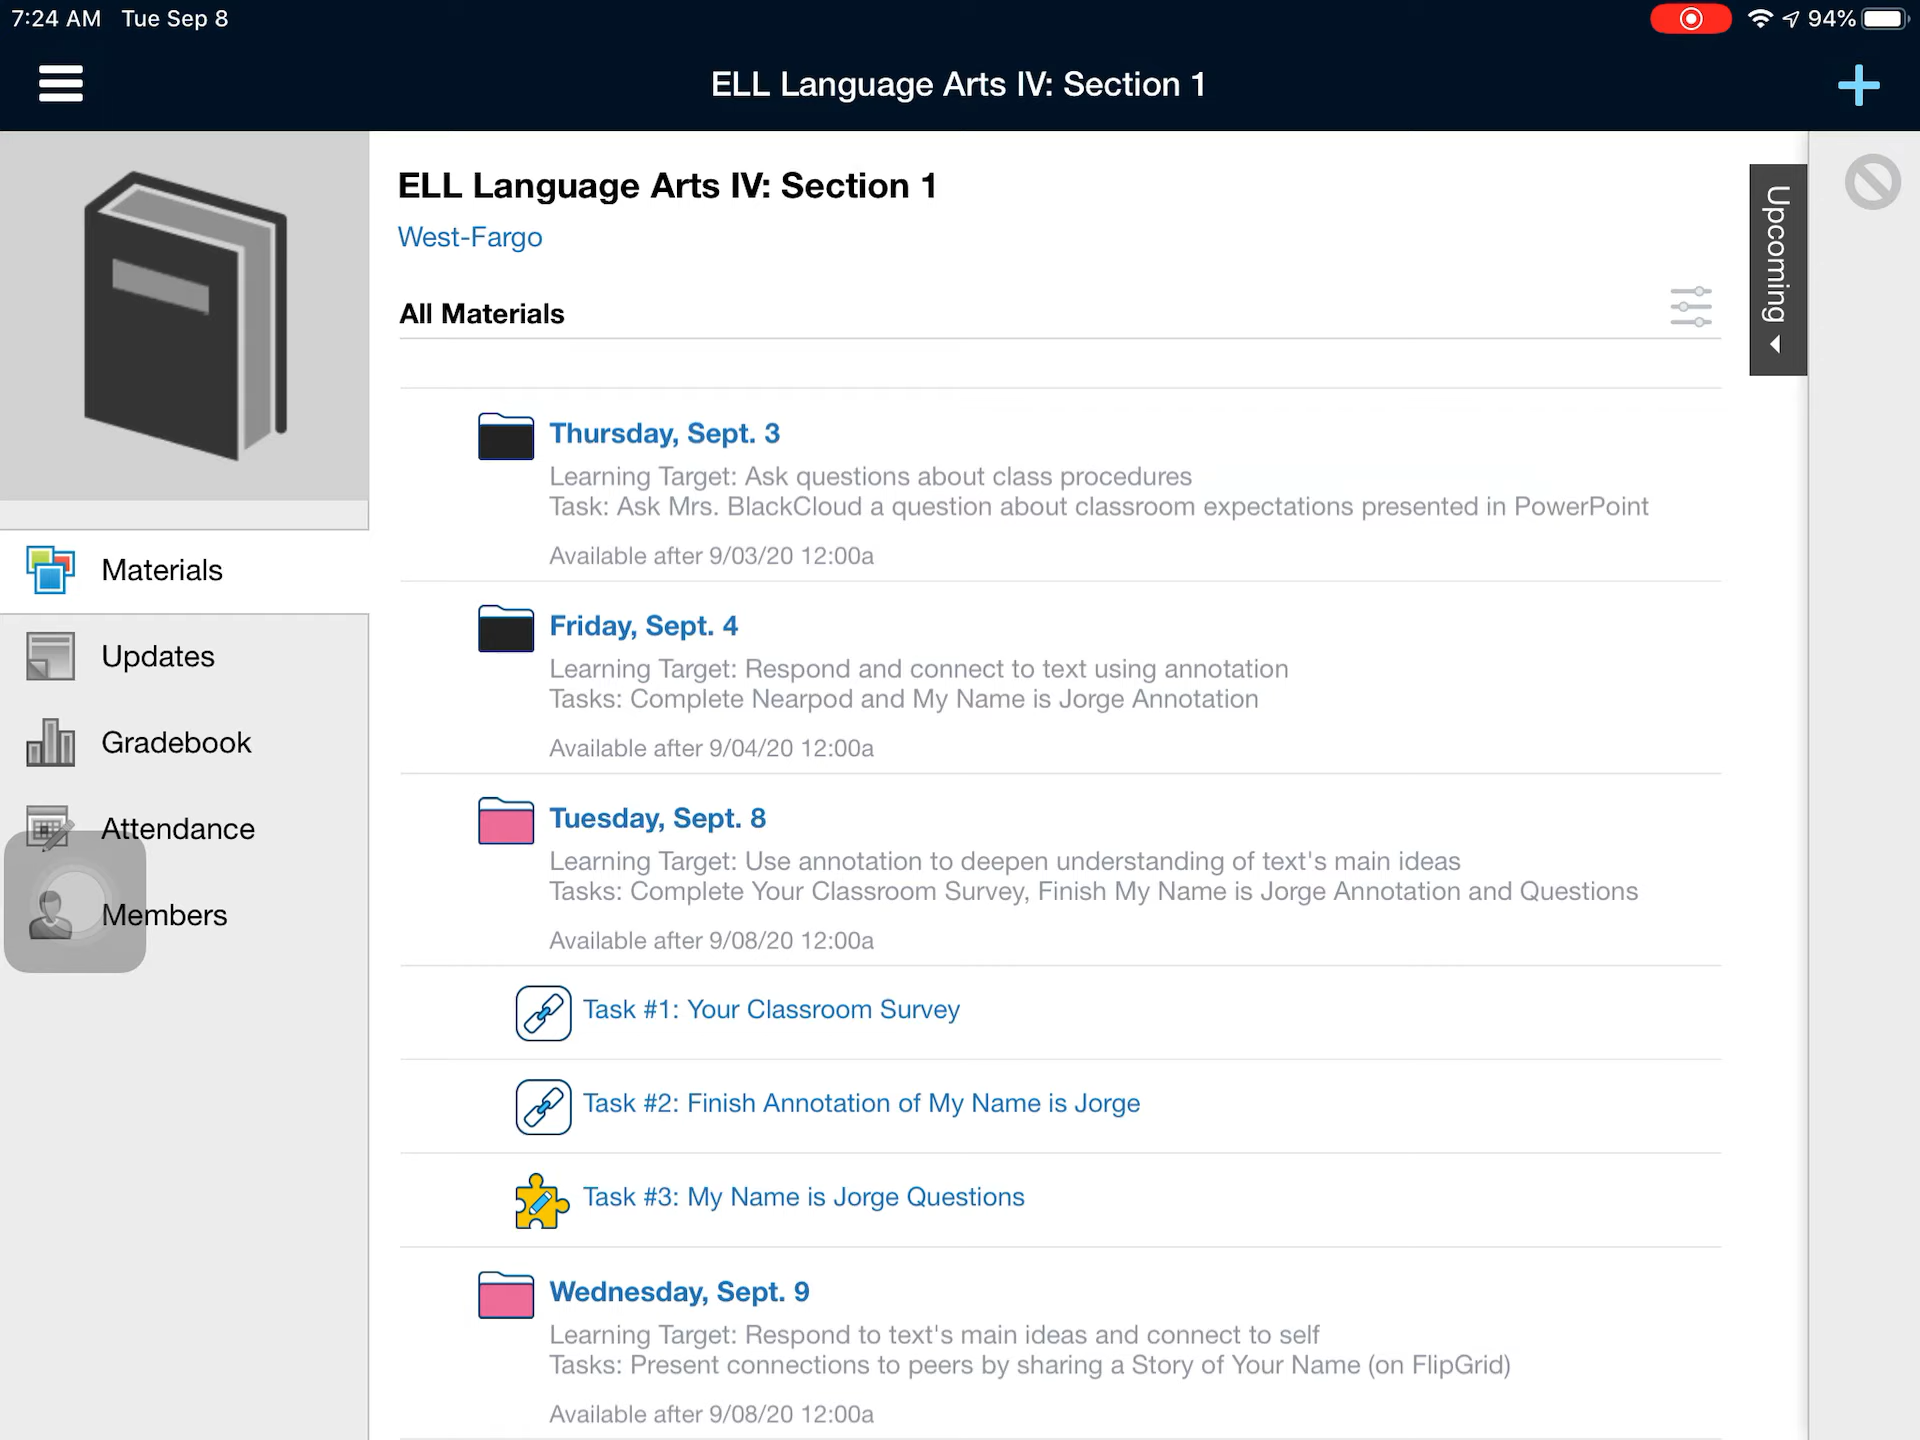 7:24 AM Tue Sep 8
94%
ELL Language Arts IV: Section 1
ELL Language Arts IV: Section 1
West-Fargo
Upcoming
All Materials
Thursday, Sept. 3
Learning Target: Ask questions about class procedures
Task: Ask Mrs. BlackCloud a question about classroom expectations presented in PowerPoint
Available after 9/03/20 12:00a
Friday, Sept. 4
Learning Target: Respond and connect to text using annotation
Tasks: Complete Nearpod and My Name is Jorge Annotation
Available after 9/04/20 12:00a
Tuesday, Sept. 8
Learning Target: Use annotation to deepen understanding of text's main ideas
Tasks: Complete Your Classroom Survey, Finish My Name is Jorge Annotation and Questions
Available after 9/08/20 12:00a
Task #1: Your Classroom Survey
Task #2: Finish Annotation of My Name is Jorge
Task #3: My Name is Jorge Questions
Wednesday, Sept. 9
Learning Target: Respond to text's main ideas and connect to self
Tasks: Present connections to peers by sharing a Story of Your Name (on FlipGrid)
Available after 9/08/20 12:00a
Materials
Updates
Gradebook
Attendance
Members